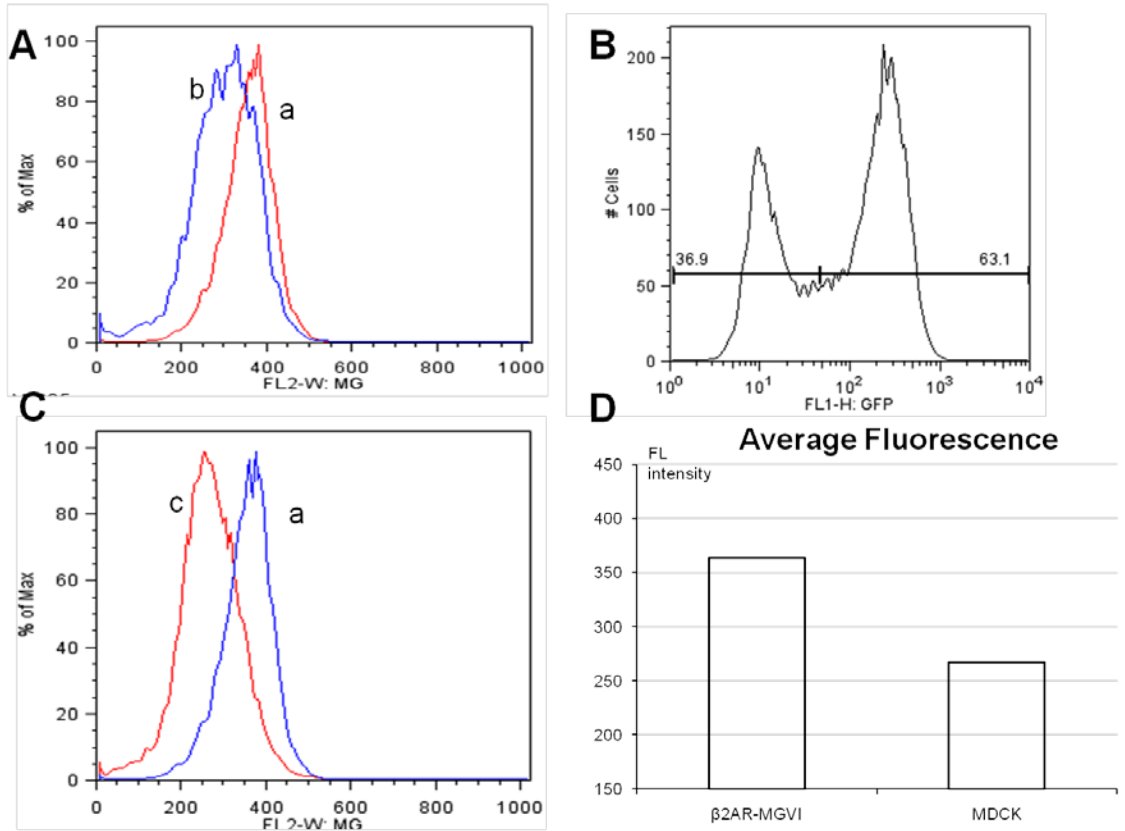 A
100
80
60
40
20
0
% of Max
b
a
0 200 400 600 800 1000
FL2-W: MG
B
200
150
100
50
0
# Cells
36.9 63.1
10^0 10^1 10^2 10^3 10^4
FL1-H: GFP
C
100
80
60
40
20
0
% of Max
c
a
0 200 400 600 800 1000
FL2-W: MG
D
Average Fluorescence
FL
intensity
450
400
350
300
250
200
150
β2AR-MGVI MDCK